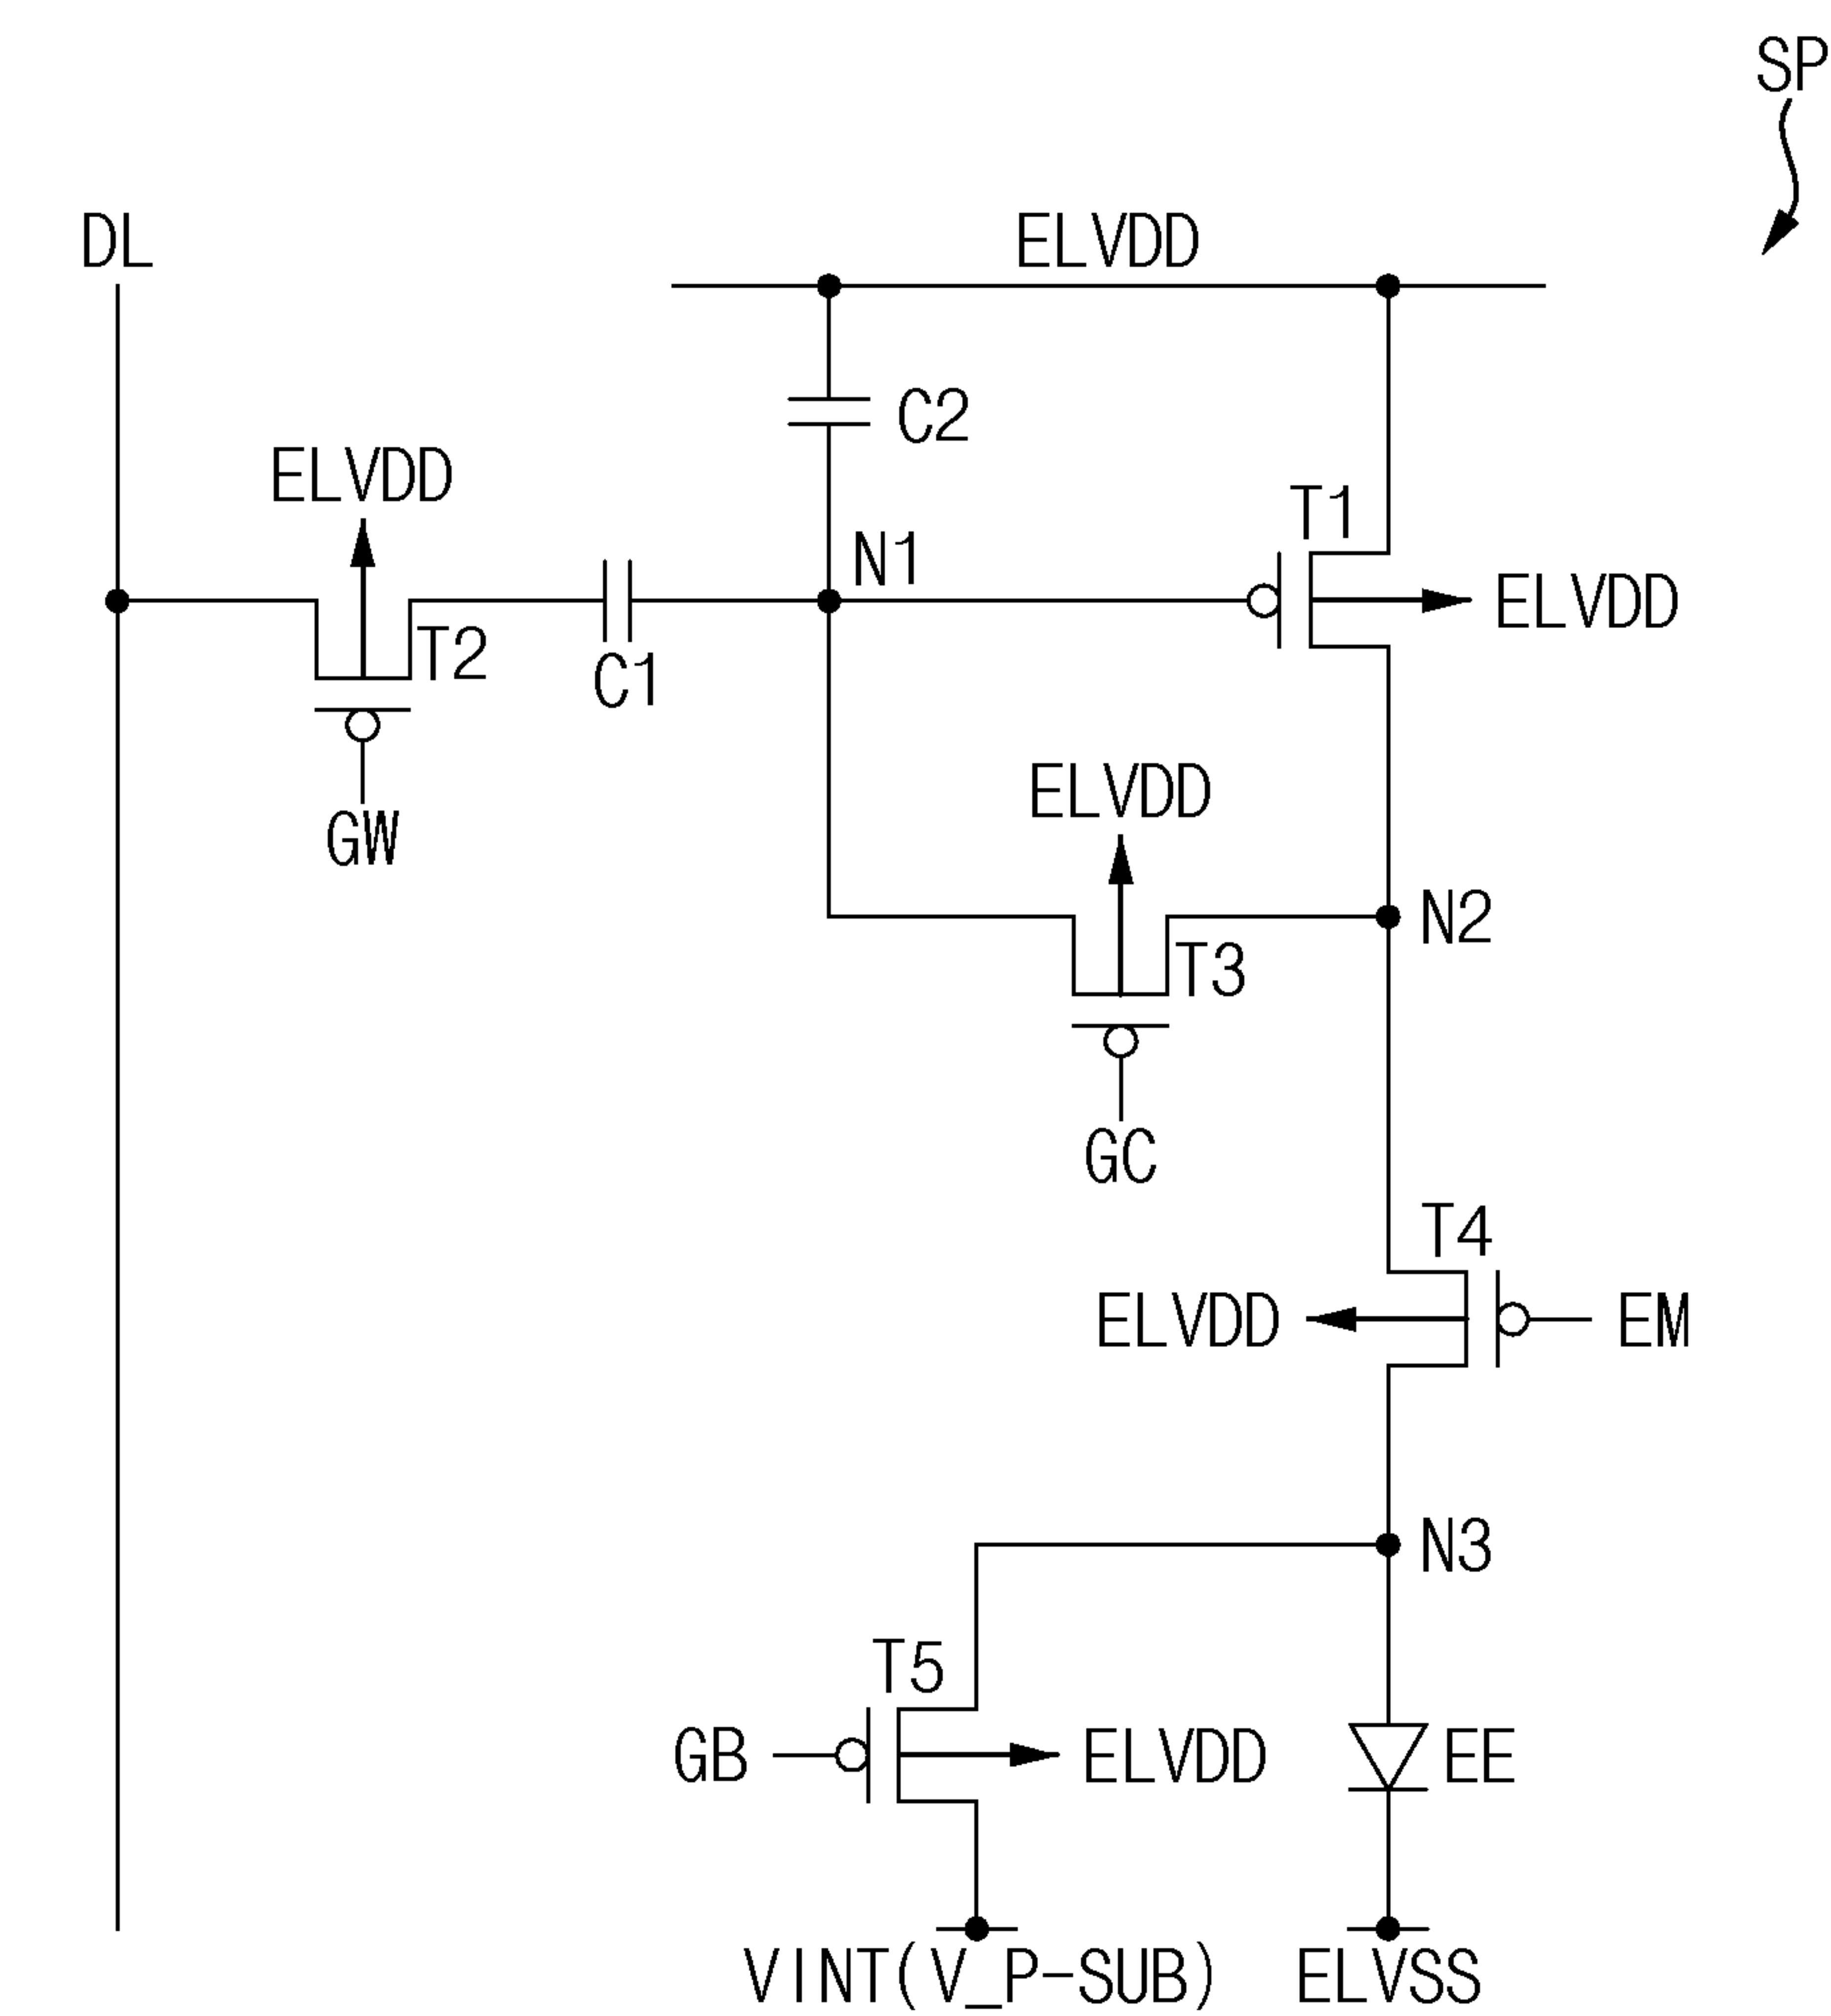 SP
DL
ELVDD
C2
ELVDD
T1
N1
ELVDD
T2
C1
ELVDD
GW
N2
T3
GC
T4
ELVDD
EM
N3
T5
GB
ELVDD
EE
VINT(V_P-SUB)
ELVSS